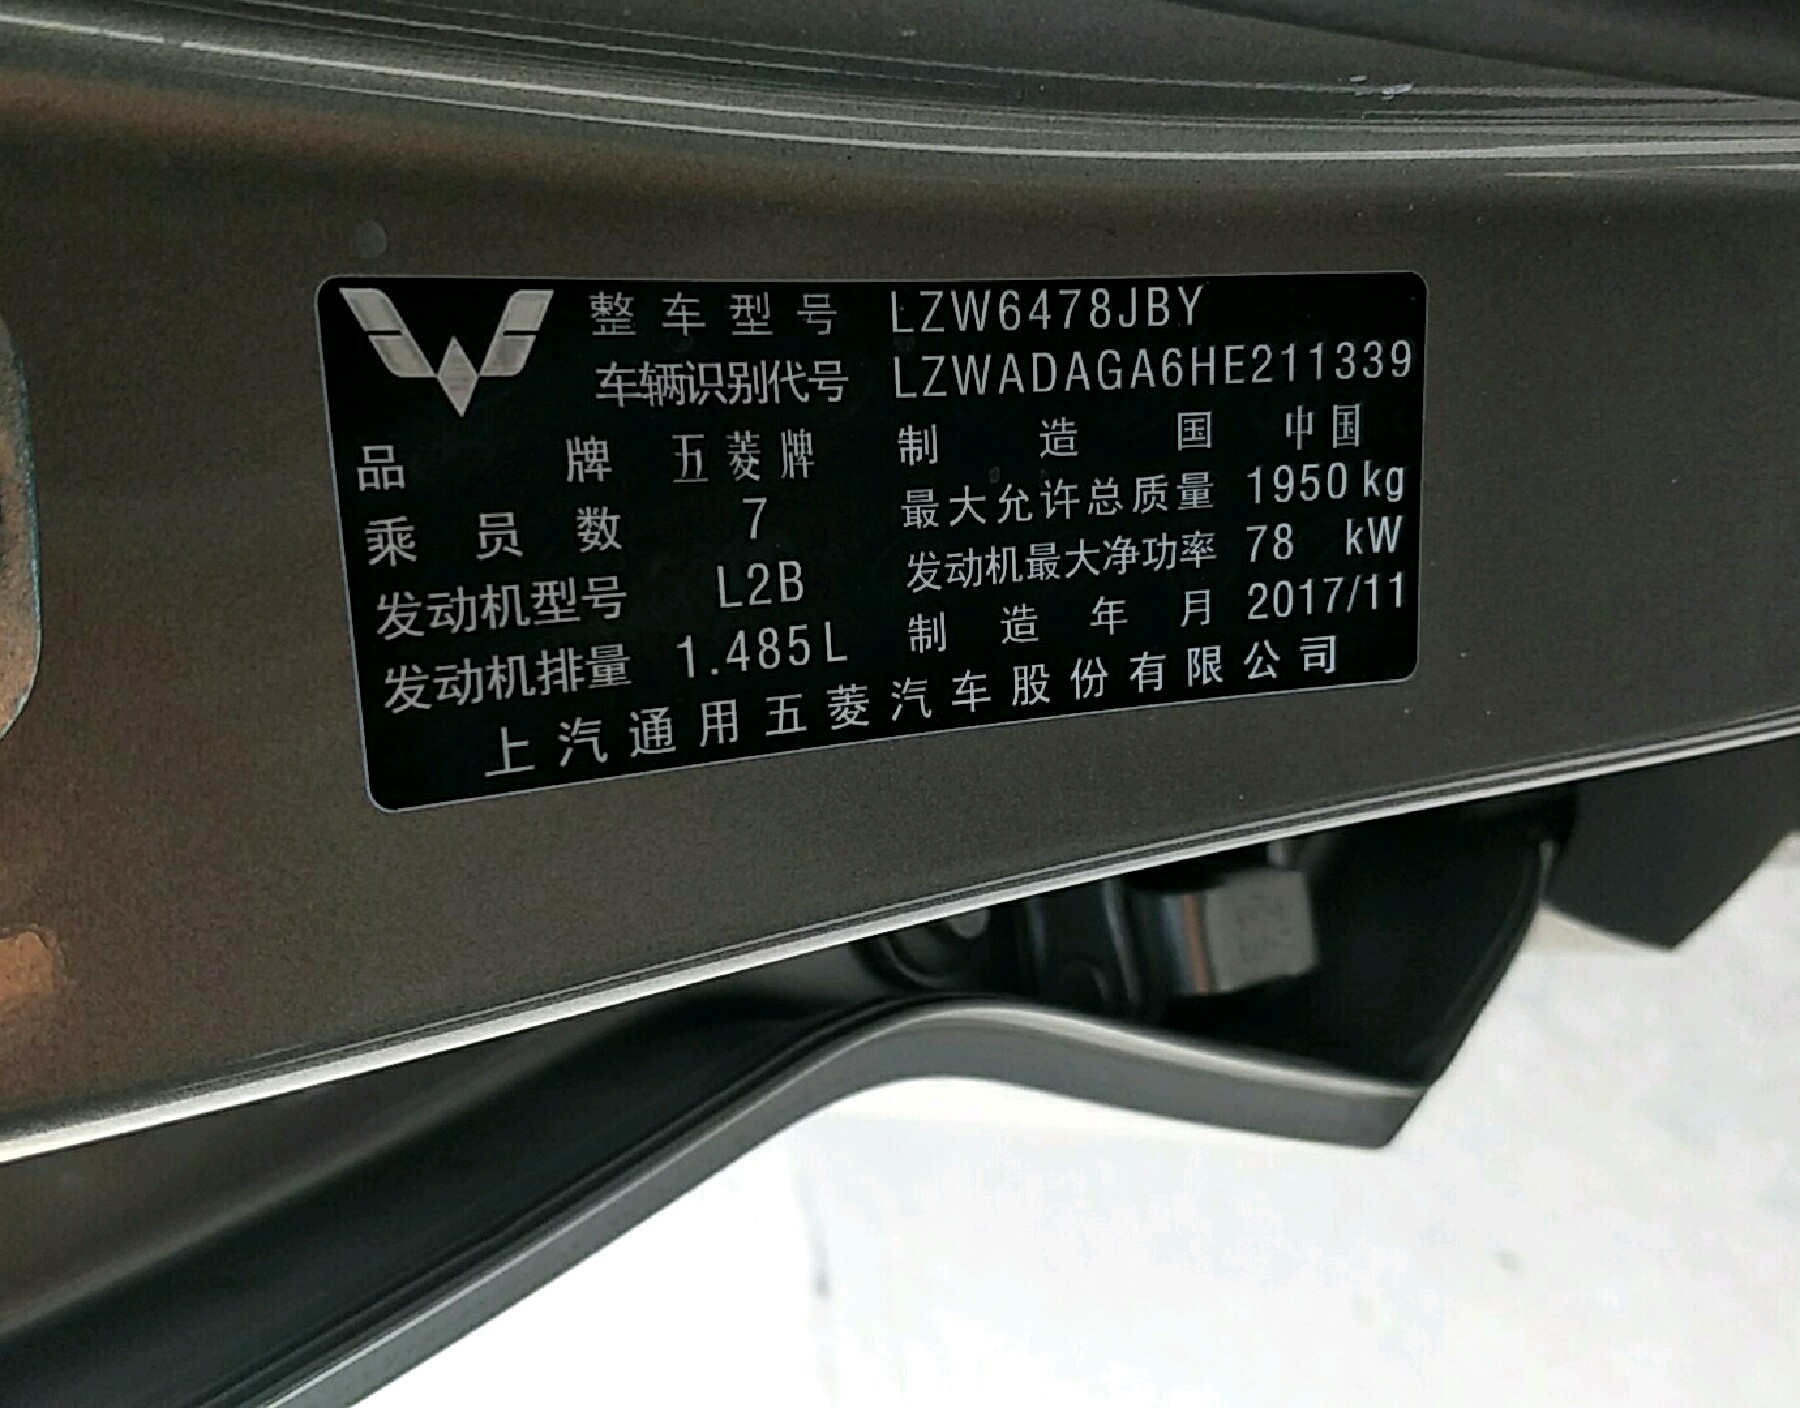 整车型号 LZW6478JBY
车辆识别代号 LZWADAGA6HE211339
品牌 五菱牌 制造国 中国
乘员数 7 最大允许总质量 1950 kg
发动机型号 L2B 发动机最大净功率 78 kW
发动机排量 1.485L 制造年月 2017/11
上汽通用五菱汽车股份有限公司